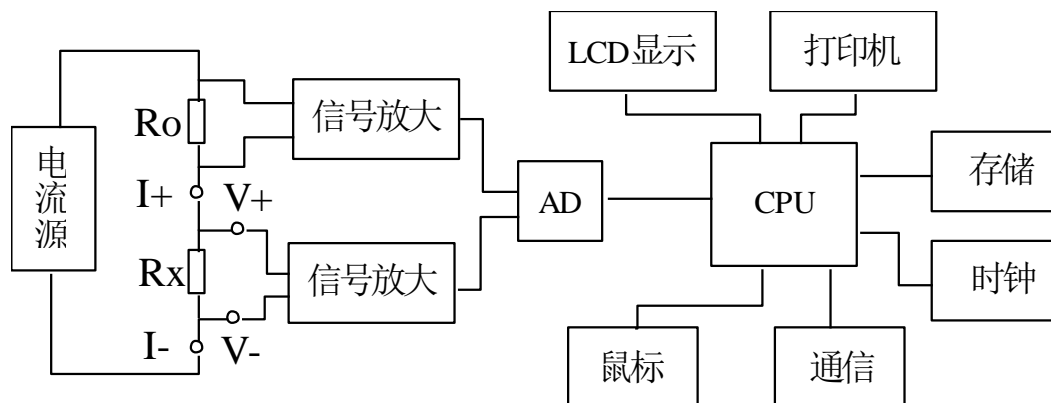 LCD显示
打印机
Ro
信号放大
电流源
I+
V+
AD
CPU
存储
Rx
信号放大
时钟
I-
V-
鼠标
通信